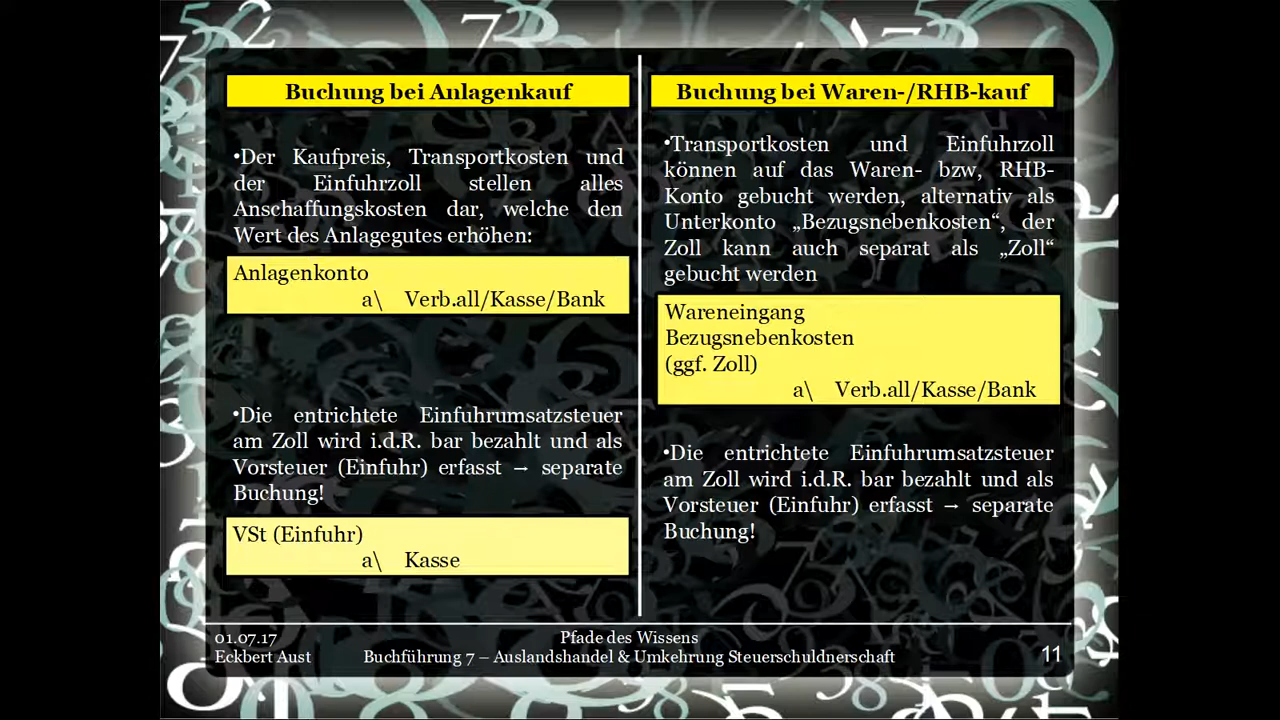 Buchung bei Anlagenkauf
•Der Kaufpreis, Transportkosten und
der Einfuhrzoll stellen alles
Anschaffungskosten dar, welche den
Wert des Anlagegutes erhöhen:
Anlagenkonto
a\ Verb.all/Kasse/Bank
•Die entrichtete Einfuhrumsatzsteuer
am Zoll wird i.d.R. bar bezahlt und als
Vorsteuer (Einfuhr) erfasst → separate
Buchung!
VSt (Einfuhr)
a\ Kasse
Buchung bei Waren-/RHB-kauf
•Transportkosten und Einfuhrzoll
können auf das Waren- bzw, RHB-
Konto gebucht werden, alternativ als
Unterkonto „Bezugsnebenkosten“, der
Zoll kann auch separat als „Zoll“
gebucht werden
Wareneingang
Bezugsnebenkosten
(ggf. Zoll)
a\ Verb.all/Kasse/Bank
•Die entrichtete Einfuhrumsatzsteuer
am Zoll wird i.d.R. bar bezahlt und als
Vorsteuer (Einfuhr) erfasst → separate
Buchung!
01.07.17
Eckbert Aust
Pfade des Wissens
Buchführung 7 – Auslandshandel & Umkehrung Steuerschuldnerschaft
11